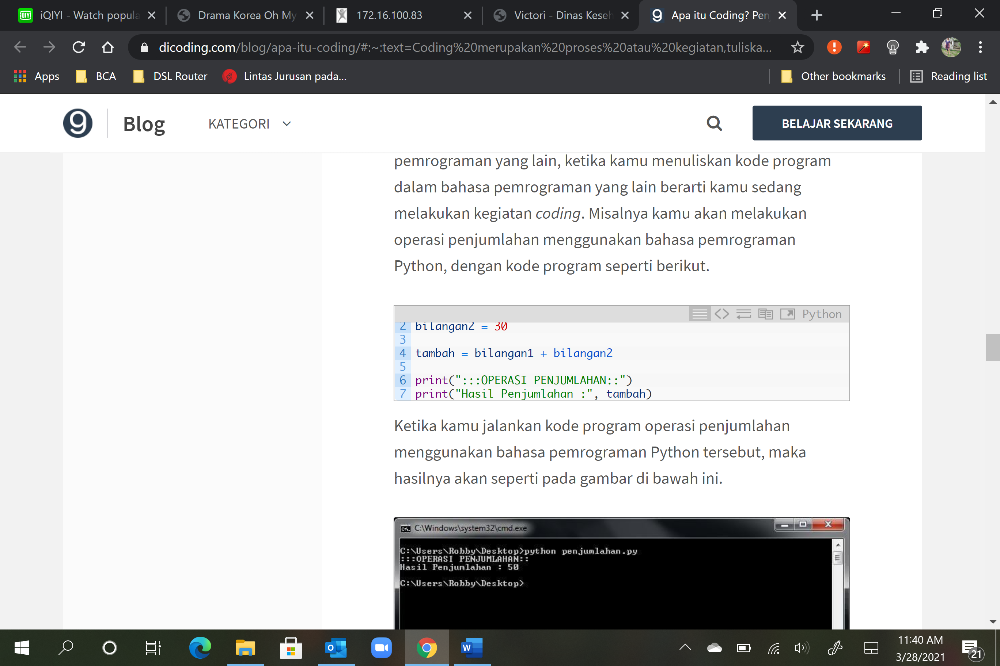 iQIYI - Watch popula
Drama Korea Oh My
172.16.100.83
Victori - Dinas Keseh
Apa itu Coding? Pen
dicoding.com/blog/apa-itu-coding/#:~:text=Coding%20merupakan%20proses%20atau%20kegiatan,tuliska...
Apps
BCA
DSL Router
Lintas Jurusan pada...
Other bookmarks
Reading list
Blog
KATEGORI
BELAJAR SEKARANG
pemrograman yang lain, ketika kamu menuliskan kode program
dalam bahasa pemrograman yang lain berarti kamu sedang
melakukan kegiatan coding. Misalnya kamu akan melakukan
operasi penjumlahan menggunakan bahasa pemrograman
Python, dengan kode program seperti berikut.
Python
2 bilangan2 = 30
3
4 tambah = bilangan1 + bilangan2
5
6 print(":::OPERASI PENJUMLAHAN::")
7 print("Hasil Penjumlahan :", tambah)
Ketika kamu jalankan kode program operasi penjumlahan
menggunakan bahasa pemrograman Python tersebut, maka
hasilnya akan seperti pada gambar di bawah ini.
C:\Windows\system32\cmd.exe
C:\Users\Robby\Desktop>python penjumlahan.py
:::OPERASI PENJUMLAHAN::
Hasil Penjumlahan : 50
C:\Users\Robby\Desktop>
11:40 AM
3/28/2021
21